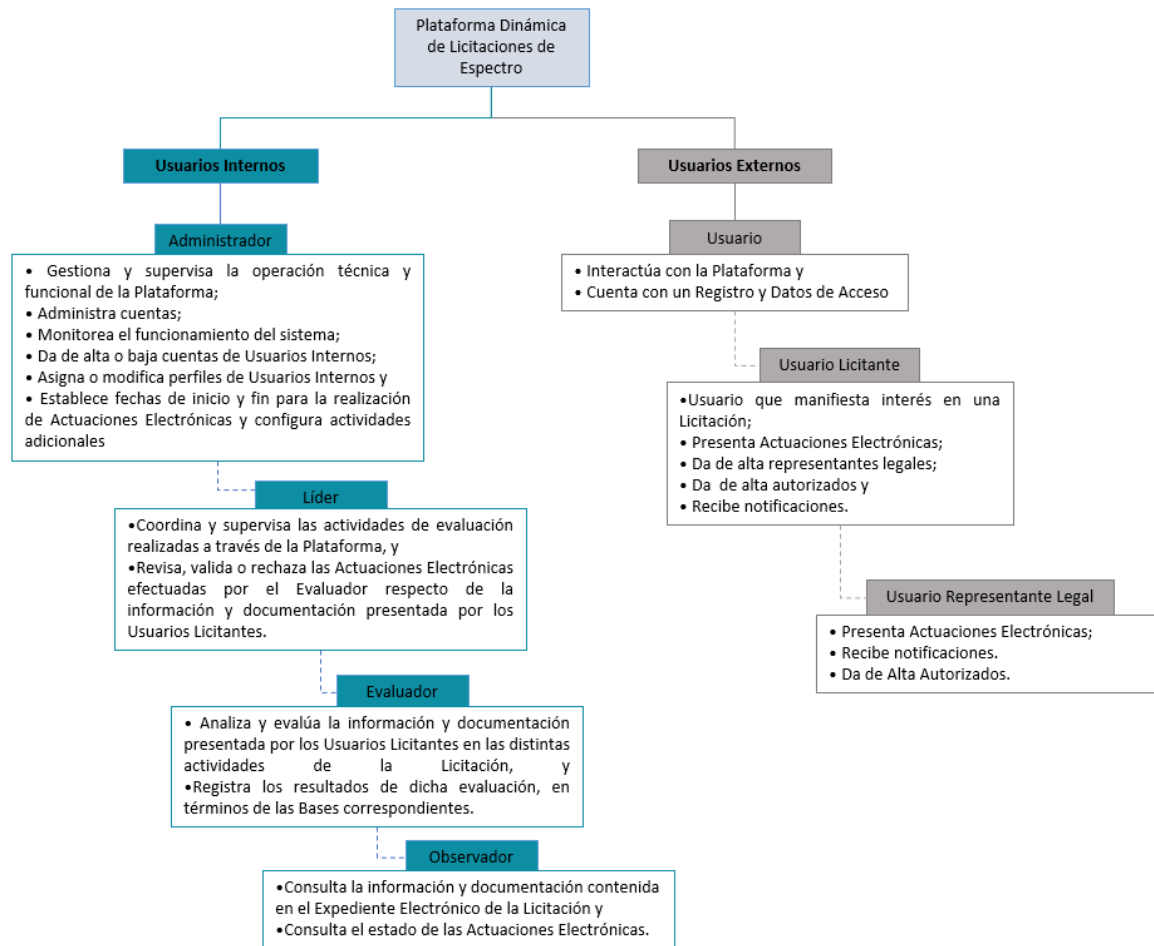 Plataforma Dinámica
de Licitaciones de
Espectro
Usuarios Internos
Administrador
• Gestiona y supervisa la operación técnica y
funcional de la Plataforma;
• Administra cuentas;
• Monitorea el funcionamiento del sistema;
• Da de alta o baja cuentas de Usuarios Internos;
• Asigna o modifica perfiles de Usuarios Internos y
• Establece fechas de inicio y fin para la realización
de Actuaciones Electrónicas y configura actividades
adicionales
Líder
•Coordina y supervisa las actividades de evaluación
realizadas a través de la Plataforma, y
•Revisa, valida o rechaza las Actuaciones Electrónicas
efectuadas por el Evaluador respecto de la
información y documentación presentada por los
Usuarios Licitantes.
Evaluador
• Analiza y evalúa la información y documentación
presentada por los Usuarios Licitantes en las distintas
actividades de la Licitación, y
•Registra los resultados de dicha evaluación, en
términos de las Bases correspondientes.
Observador
•Consulta la información y documentación contenida
en el Expediente Electrónico de la Licitación y
•Consulta el estado de las Actuaciones Electrónicas.
Usuarios Externos
Usuario
• Interactúa con la Plataforma y
• Cuenta con un Registro y Datos de Acceso
Usuario Licitante
•Usuario que manifiesta interés en una
Licitación;
• Presenta Actuaciones Electrónicas;
• Da de alta representantes legales;
• Da de alta autorizados y
• Recibe notificaciones.
Usuario Representante Legal
• Presenta Actuaciones Electrónicas;
• Recibe notificaciones.
• Da de Alta Autorizados.